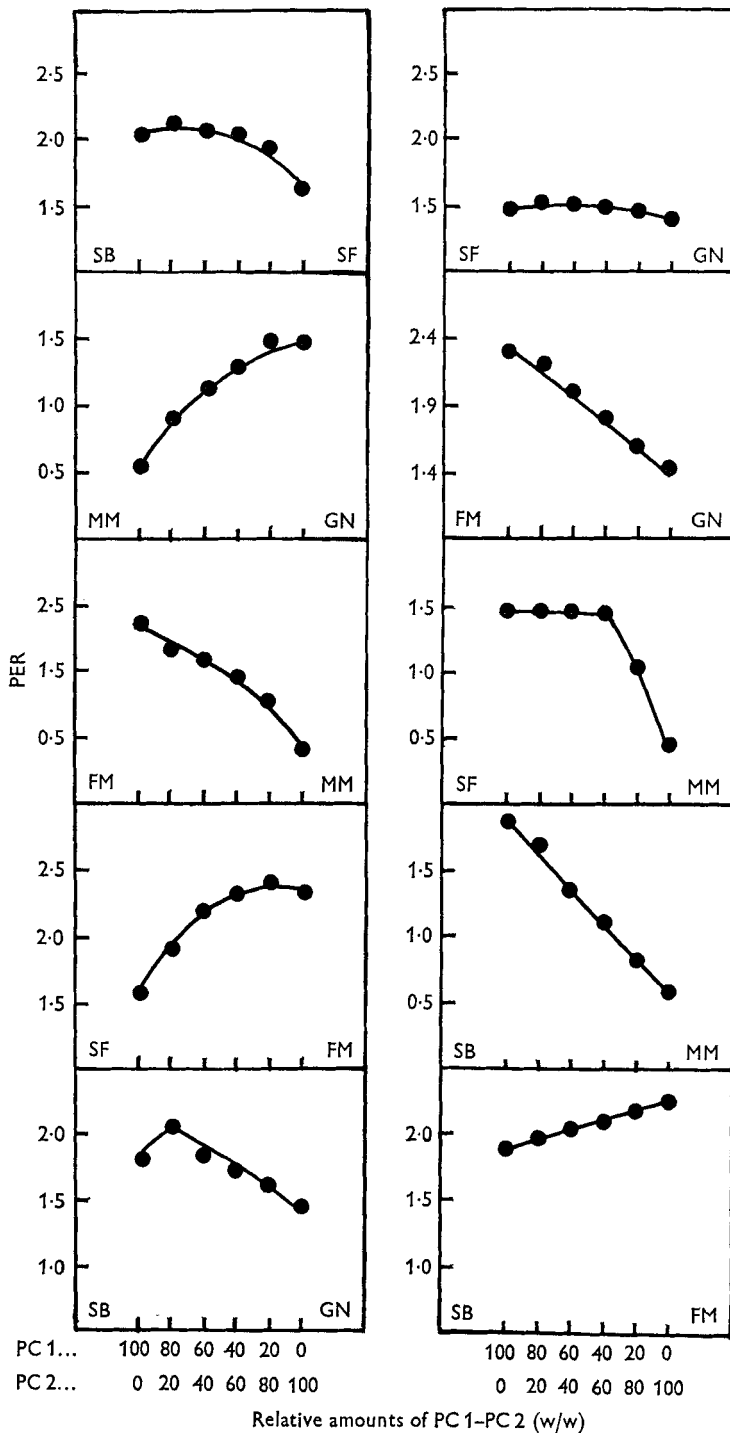 2·5
2·0
1·5
SB SF
2·5
2·0
1·5
SF GN
1·5
1·0
0·5
MM GN
2·4
1·9
1·4
FM GN
PER
2·5
1·5
0·5
FM MM
1·5
1·0
0·5
SF MM
2·5
2·0
1·5
SF FM
1·5
1·0
0·5
SB MM
2·0
1·5
1·0
SB GN
2·0
1·5
1·0
SB FM
PC 1... 100 80 60 40 20 0 100 80 60 40 20 0
PC 2... 0 20 40 60 80 100 0 20 40 60 80 100
Relative amounts of PC 1–PC 2 (w/w)